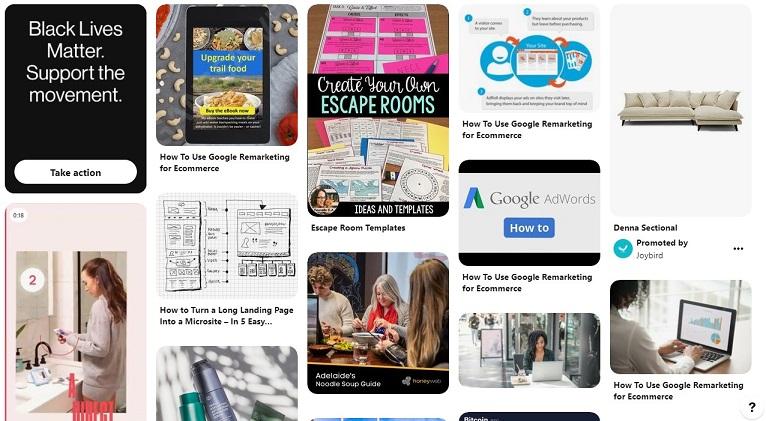 Black Lives
Matter.
Support the
movement.
Take action
0:18
2
Upgrade your
trail food
Buy the eBook now
How To Use Google Remarketing
for Ecommerce
How to Turn a Long Landing Page
Into a Microsite – In 5 Easy...
Create Your Own
ESCAPE ROOMS
IDEAS AND TEMPLATES
Escape Room Templates
Adelaide's
Noodle Soup Guide
honeyweb
1
A visitor comes
to your site.
2
They learn about your products
but leave before purchasing.
Your Site
3
AdRoll displays your ads on sites they visit later,
bringing them back and keeping your brand top of mind
How To Use Google Remarketing
for Ecommerce
Google AdWords
How to
How To Use Google Remarketing
for Ecommerce
Bitcoin
Denna Sectional
Promoted by
Joybird
How To Use Google Remarketing
for Ecommerce
?